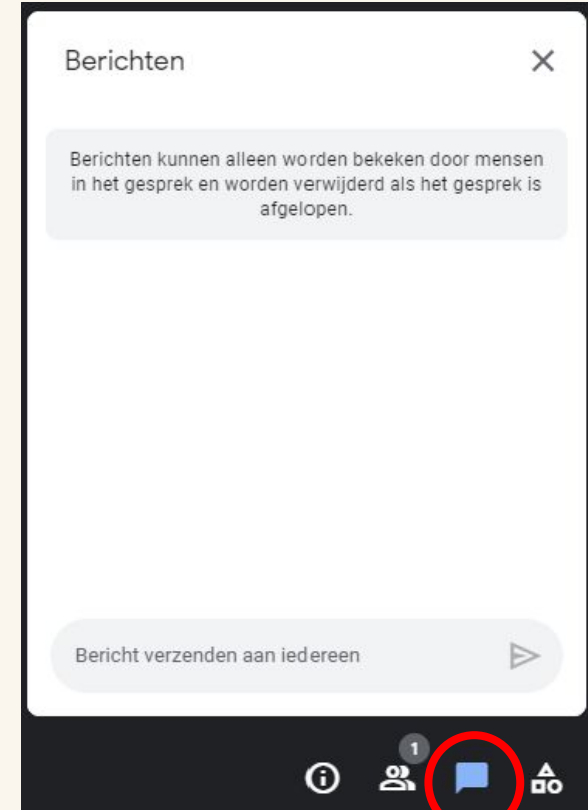 Berichten
Berichten kunnen alleen worden bekeken door mensen
in het gesprek en worden verwijderd als het gesprek is
afgelopen.
Bericht verzenden aan iedereen
1